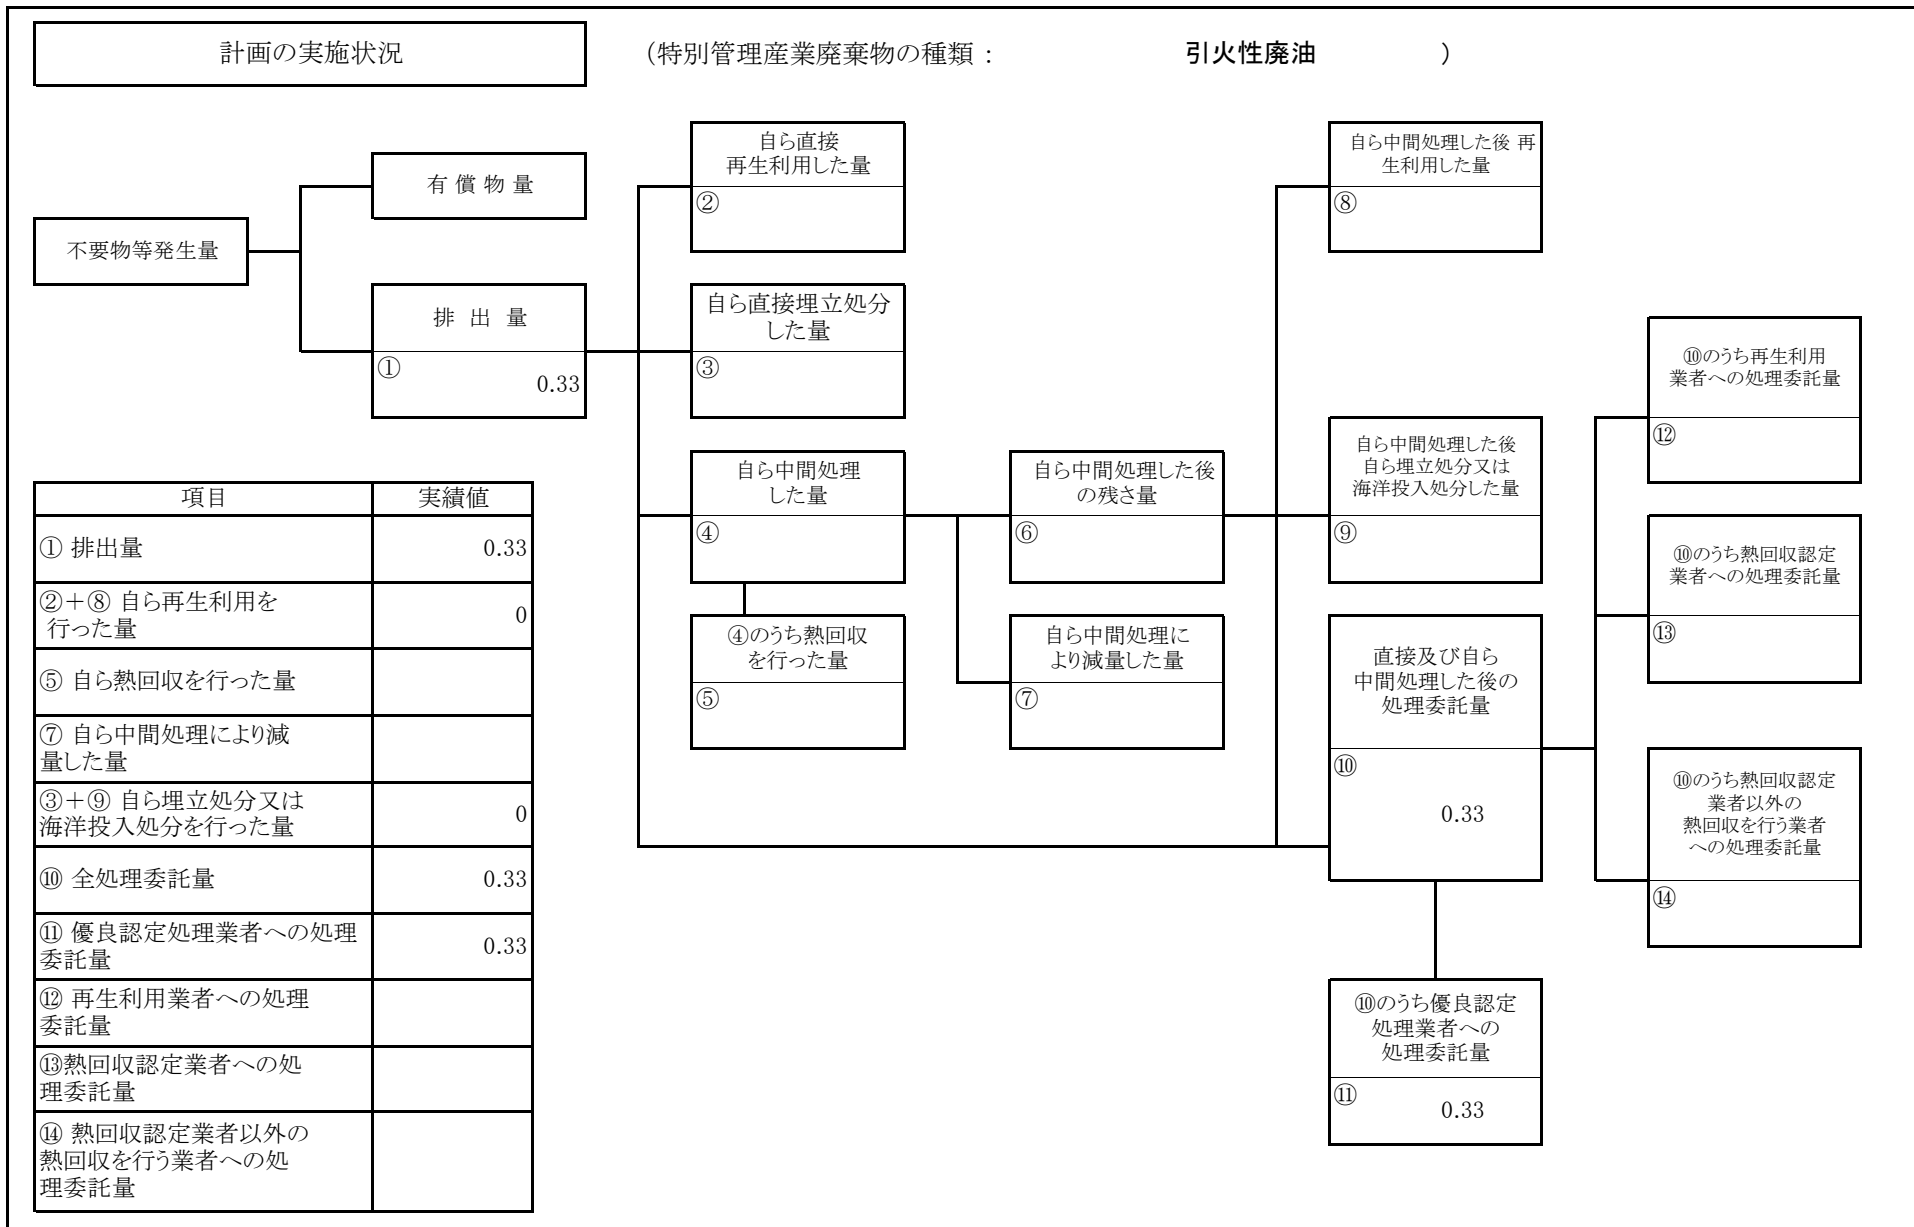 計画の実施状況
（特別管理産業廃棄物の種類： 引火性廃油 ）
不要物等発生量
有 償 物 量
排 出 量
①
0.33
自ら直接
再生利用した量
②
自ら直接埋立処分
した量
③
自ら中間処理
した量
④
④のうち熱回収
を行った量
⑤
自ら中間処理した後
の残さ量
⑥
自ら中間処理に
より減量した量
⑦
自ら中間処理した後 再
生利用した量
⑧
自ら中間処理した後
自ら埋立処分又は
海洋投入処分した量
⑨
直接及び自ら
中間処理した後の
処理委託量
⑩
0.33
⑩のうち優良認定
処理業者への
処理委託量
⑪
0.33
⑩のうち再生利用
業者への処理委託量
⑫
⑩のうち熱回収認定
業者への処理委託量
⑬
⑩のうち熱回収認定
業者以外の
熱回収を行う業者
への処理委託量
⑭
項目 実績値
① 排出量 0.33
②＋⑧ 自ら再生利用を
行った量 0
⑤ 自ら熱回収を行った量
⑦ 自ら中間処理により減
量した量
③＋⑨ 自ら埋立処分又は
海洋投入処分を行った量 0
⑩ 全処理委託量 0.33
⑪ 優良認定処理業者への処理
委託量 0.33
⑫ 再生利用業者への処理
委託量
⑬熱回収認定業者への処
理委託量
⑭ 熱回収認定業者以外の
熱回収を行う業者への処
理委託量